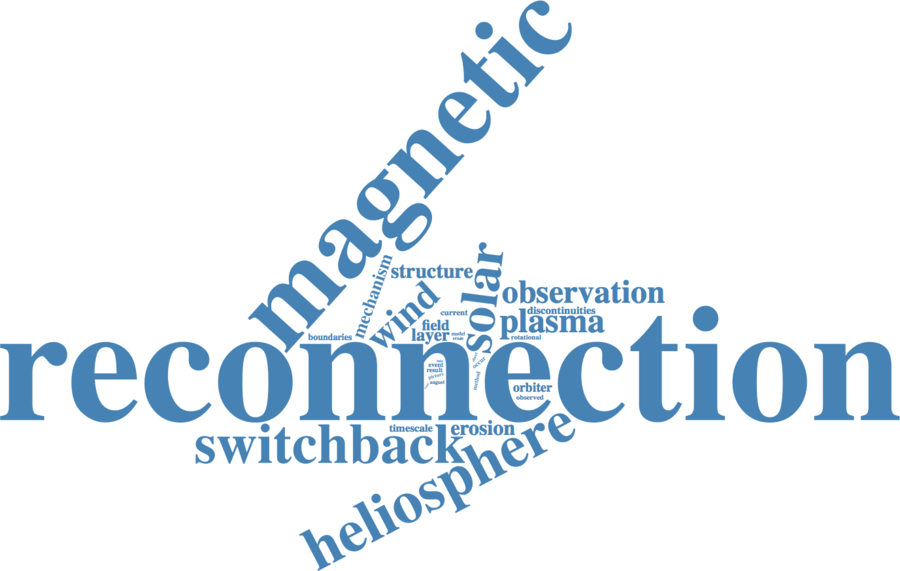 magnetic
mechanism
structure
solar
wind
observation
current
discontinuities
field
plasma
layer
model
boundaries
rotational
reconnection
event
result
picture
august
occur
method
orbiter
observed
timescale
erosion
switchback
heliosphere